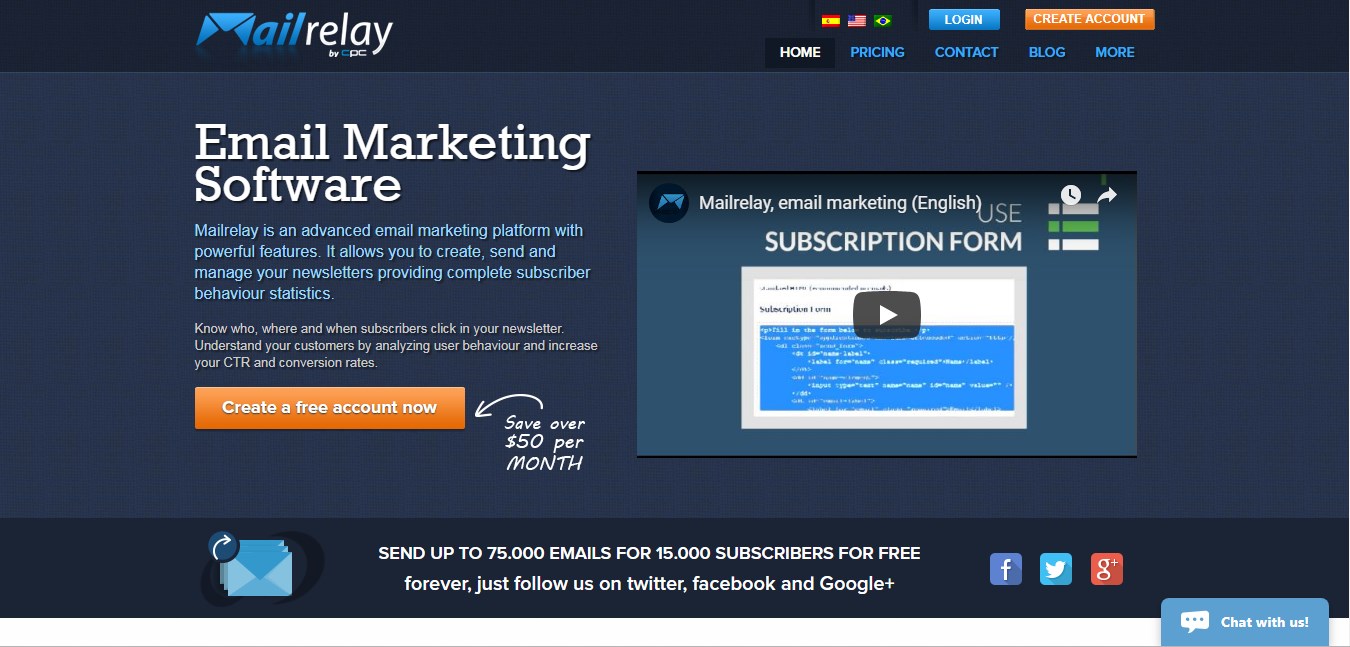 Mailrelay
by cpc
LOGIN
CREATE ACCOUNT
HOME
PRICING
CONTACT
BLOG
MORE
Email Marketing
Software
Mailrelay is an advanced email marketing platform with
powerful features. It allows you to create, send and
manage your newsletters providing complete subscriber
behaviour statistics.
Know who, where and when subscribers click in your newsletter.
Understand your customers by analyzing user behaviour and increase
your CTR and conversion rates.
Create a free account now
Save over
$50 per
MONTH
Mailrelay, email marketing (English)
USE
SUBSCRIPTION FORM
Subscription Form
SEND UP TO 75.000 EMAILS FOR 15.000 SUBSCRIBERS FOR FREE
forever, just follow us on twitter, facebook and Google+
f
g+
Chat with us!